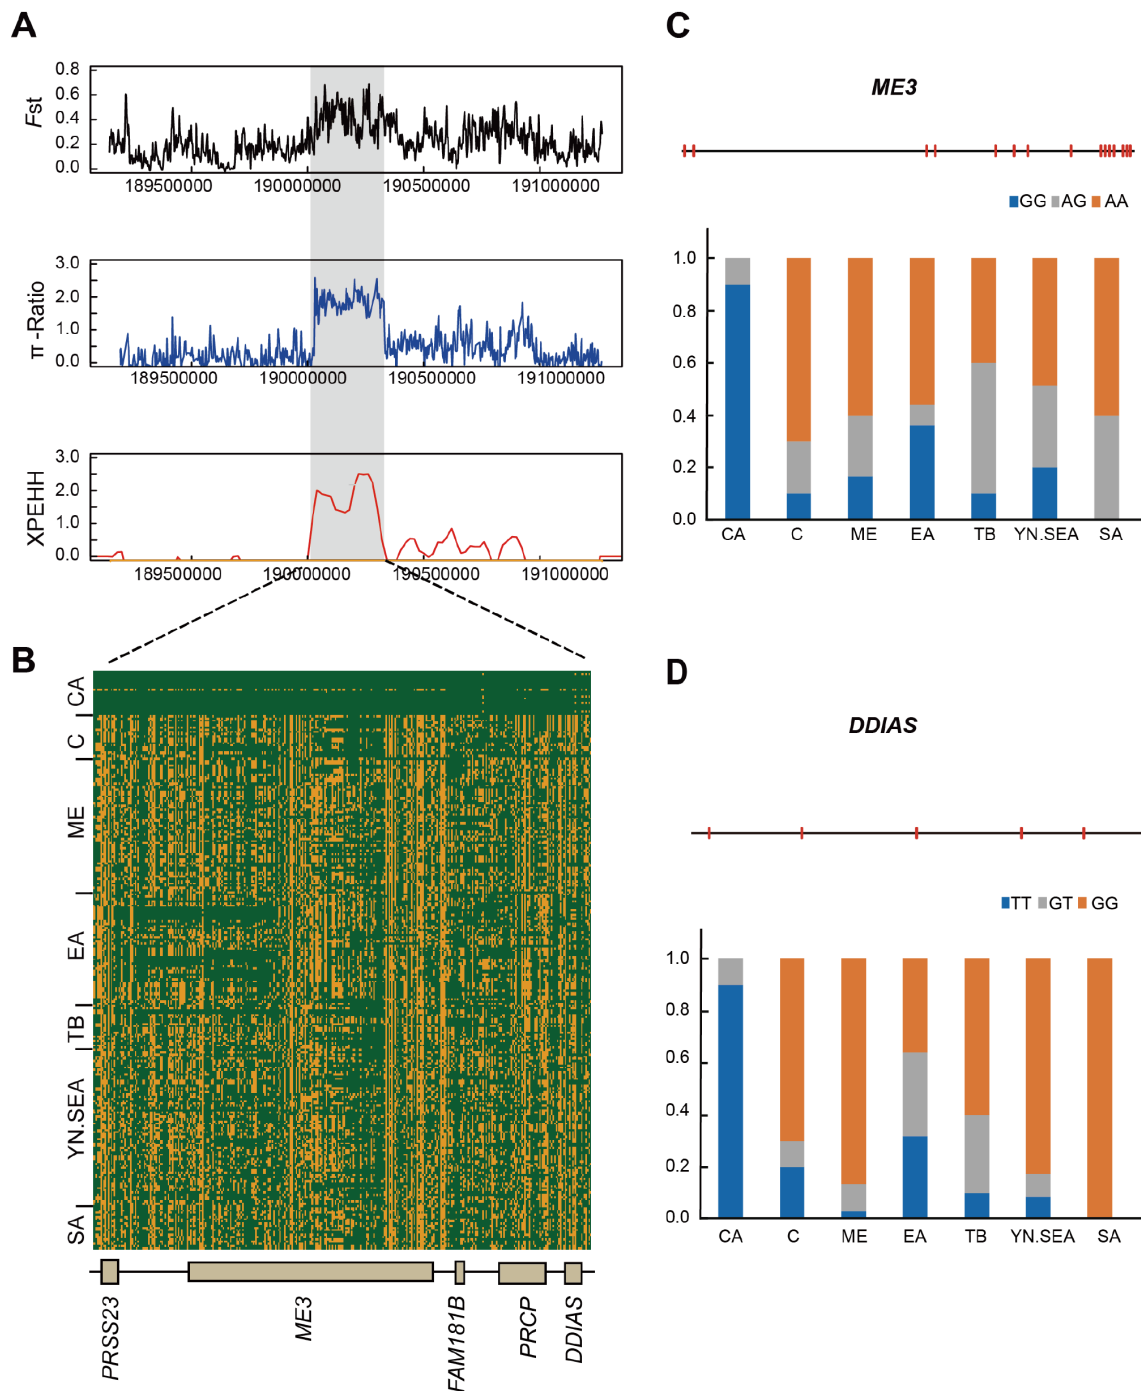 A
Fst
0.8
0.6
0.4
0.2
0.0
189500000 190000000 190500000 191000000
π -Ratio
3.0
2.0
1.0
0.0
189500000 190000000 190500000 191000000
XPEHH
3.0
2.0
1.0
0.0
189500000 190000000 190500000 191000000
B
CA
C
ME
EA
TB
YN.SEA
SA
PRSS23
ME3
FAM181B
PRCP
DDIAS
C
ME3
GG AG AA
1.0
0.8
0.6
0.4
0.2
0.0
CA C ME EA TB YN.SEA SA
D
DDIAS
TT GT GG
1.0
0.8
0.6
0.4
0.2
0.0
CA C ME EA TB YN.SEA SA